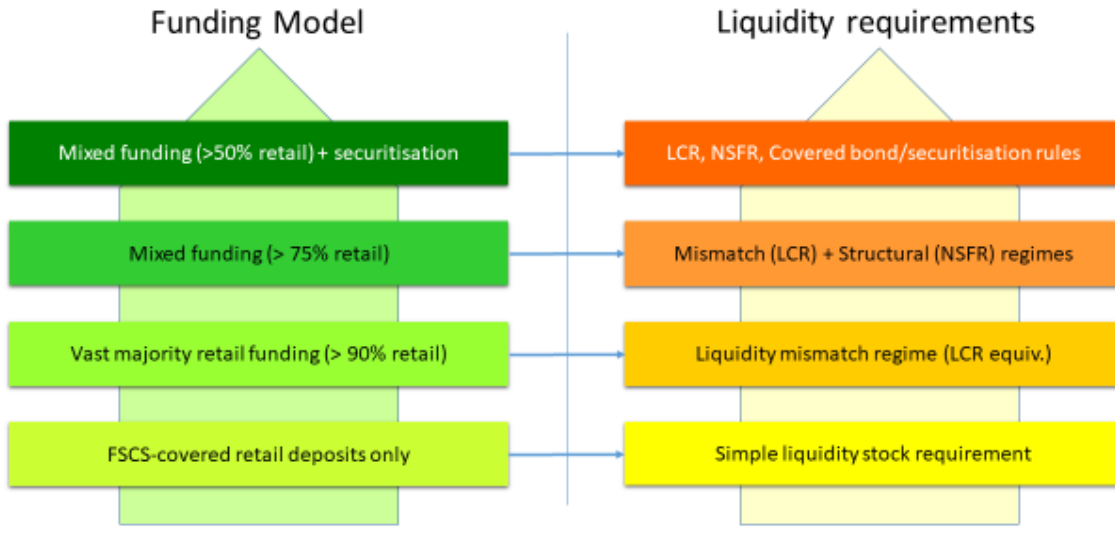 Funding Model
Liquidity requirements
Mixed funding (>50% retail) + securitisation
LCR, NSFR, Covered bond/securitisation rules
Mixed funding (> 75% retail)
Mismatch (LCR) + Structural (NSFR) regimes
Vast majority retail funding (> 90% retail)
Liquidity mismatch regime (LCR equiv.)
FSCS-covered retail deposits only
Simple liquidity stock requirement